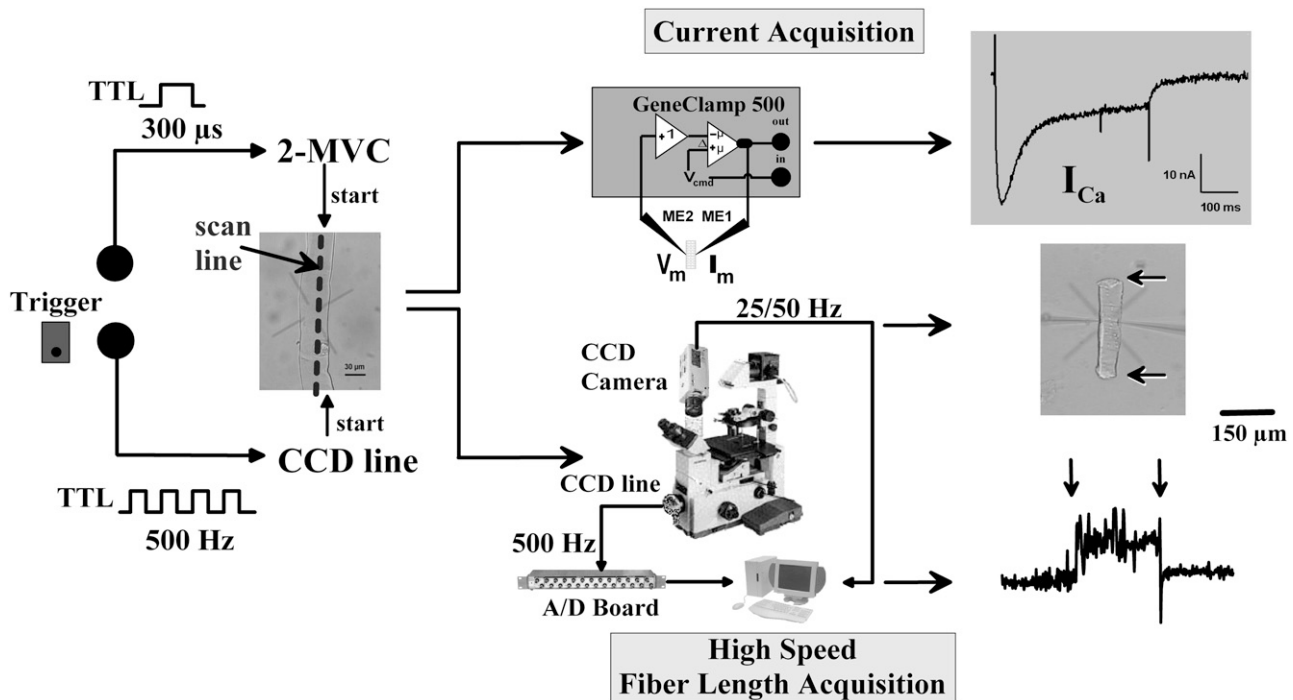 Current Acquisition
TTL
300 µs
2-MVC
start
scan
line
30 µm
Trigger
start
CCD line
TTL
500 Hz
GeneClamp 500
+1
-µ
+µ
Δ
out
in
Vcmd
ME2 ME1
Vm
Im
ICa
10 nA
100 ms
25/50 Hz
CCD
Camera
CCD line
500 Hz
A/D Board
150 µm
High Speed
Fiber Length Acquisition